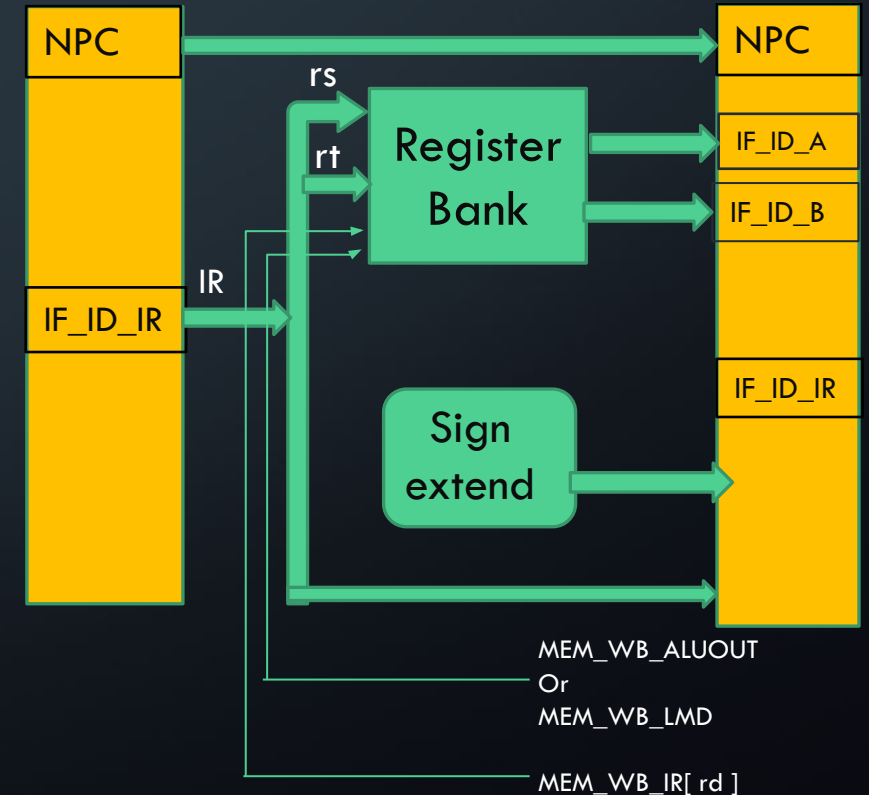 NPC
NPC
rs
rt
Register
Bank
IF_ID_A
IF_ID_B
IR
IF_ID_IR
IF_ID_IR
Sign
extend
MEM_WB_ALUOUT
Or
MEM_WB_LMD
MEM_WB_IR[ rd ]